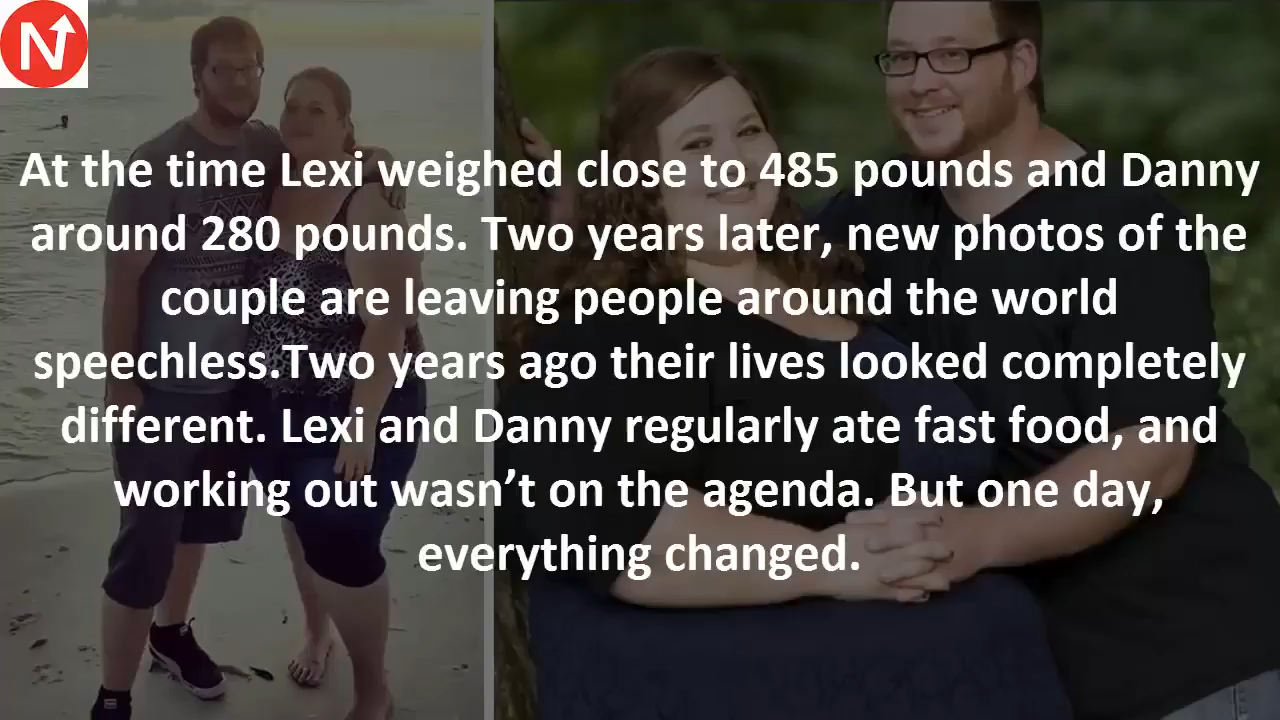 N
At the time Lexi weighed close to 485 pounds and Danny
around 280 pounds. Two years later, new photos of the
couple are leaving people around the world
speechless.Two years ago their lives looked completely
different. Lexi and Danny regularly ate fast food, and
working out wasn’t on the agenda. But one day,
everything changed.